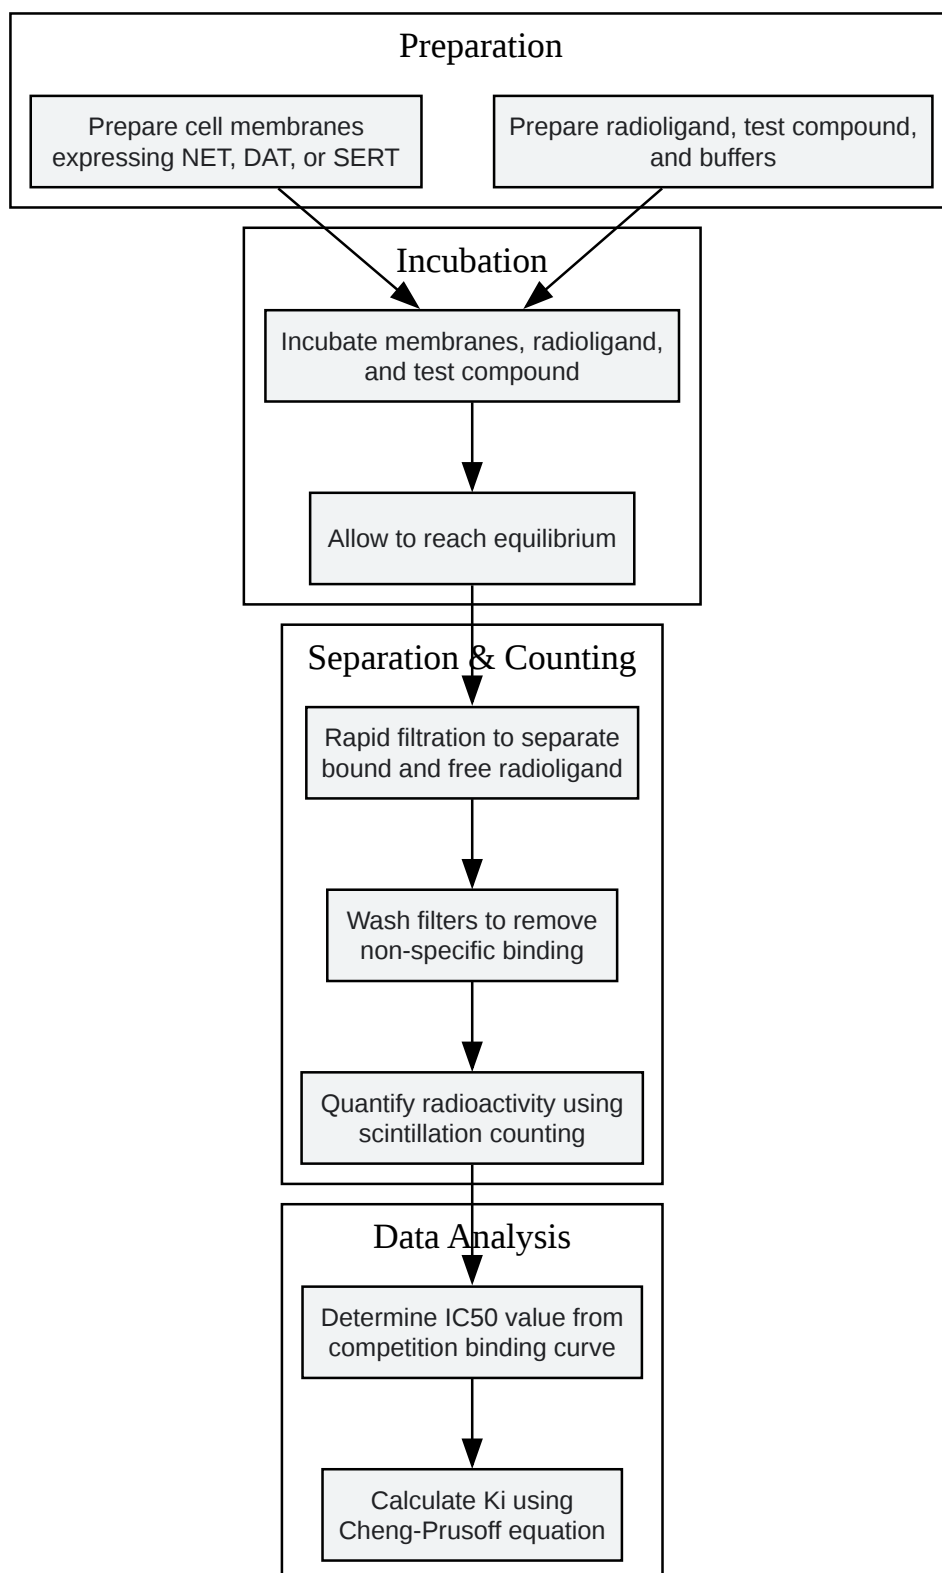 Preparation
Prepare cell membranes
expressing NET, DAT, or SERT
Prepare radioligand, test compound,
and buffers
Incubation
Incubate membranes, radioligand,
and test compound
Allow to reach equilibrium
Separation & Counting
Rapid filtration to separate
bound and free radioligand
Wash filters to remove
non-specific binding
Quantify radioactivity using
scintillation counting
Data Analysis
Determine IC50 value from
competition binding curve
Calculate Ki using
Cheng-Prusoff equation